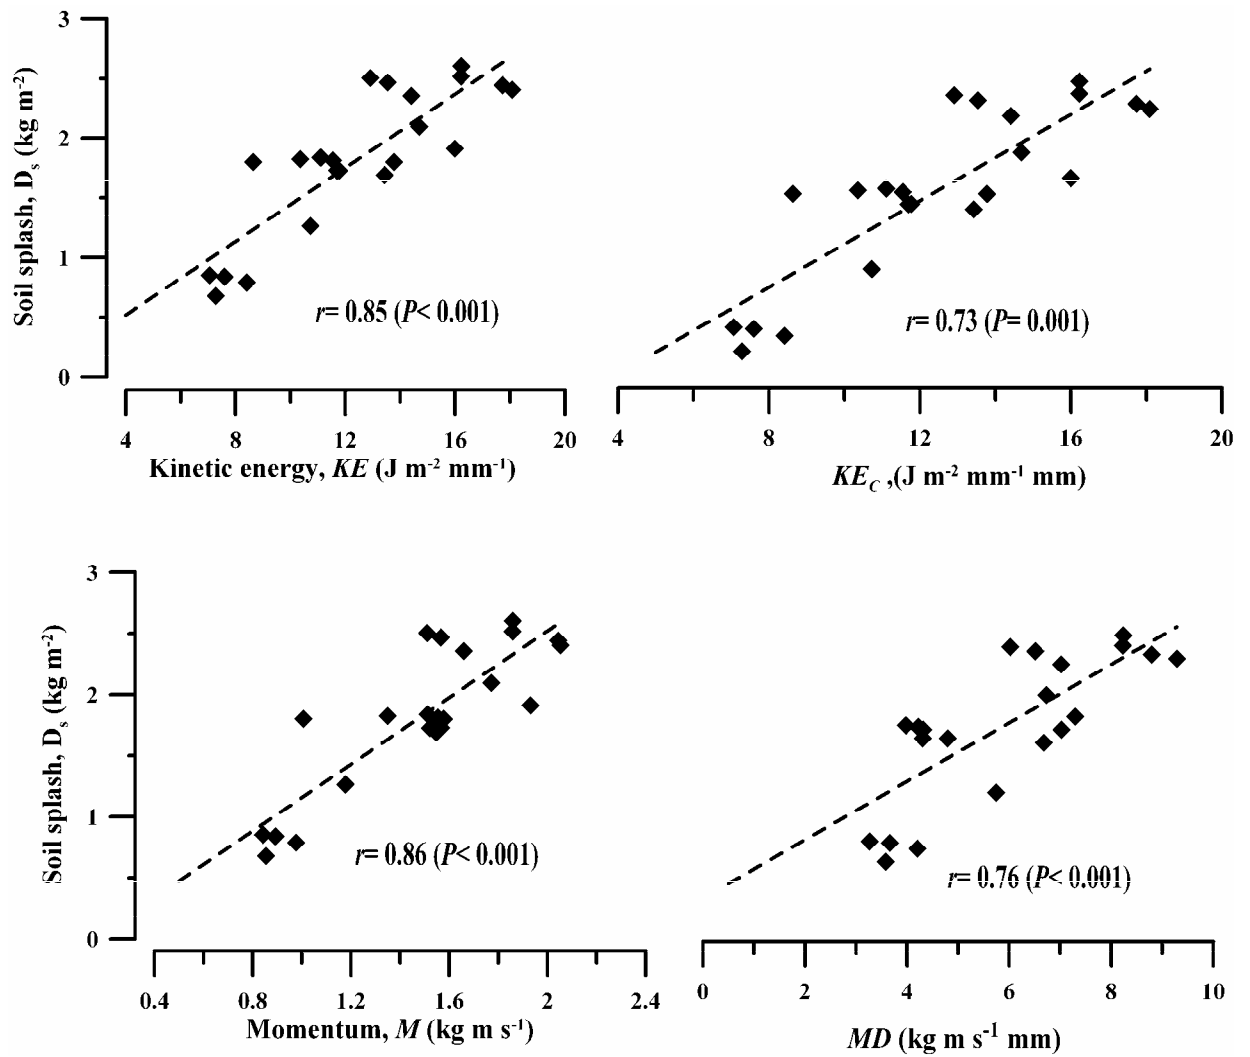 3
2
1
0
Soil splash, Dₛ (kg m⁻²)
r= 0.85 (P< 0.001)
4 8 12 16 20
Kinetic energy, KE (J m⁻² mm⁻¹)
r= 0.73 (P= 0.001)
4 8 12 16 20
KE_C ,(J m⁻² mm⁻¹ mm)
3
2
1
0
Soil splash, Dₛ (kg m⁻²)
r= 0.86 (P< 0.001)
0.4 0.8 1.2 1.6 2 2.4
Momentum, M (kg m s⁻¹)
r= 0.76 (P< 0.001)
0 2 4 6 8 10
MD (kg m s⁻¹ mm)